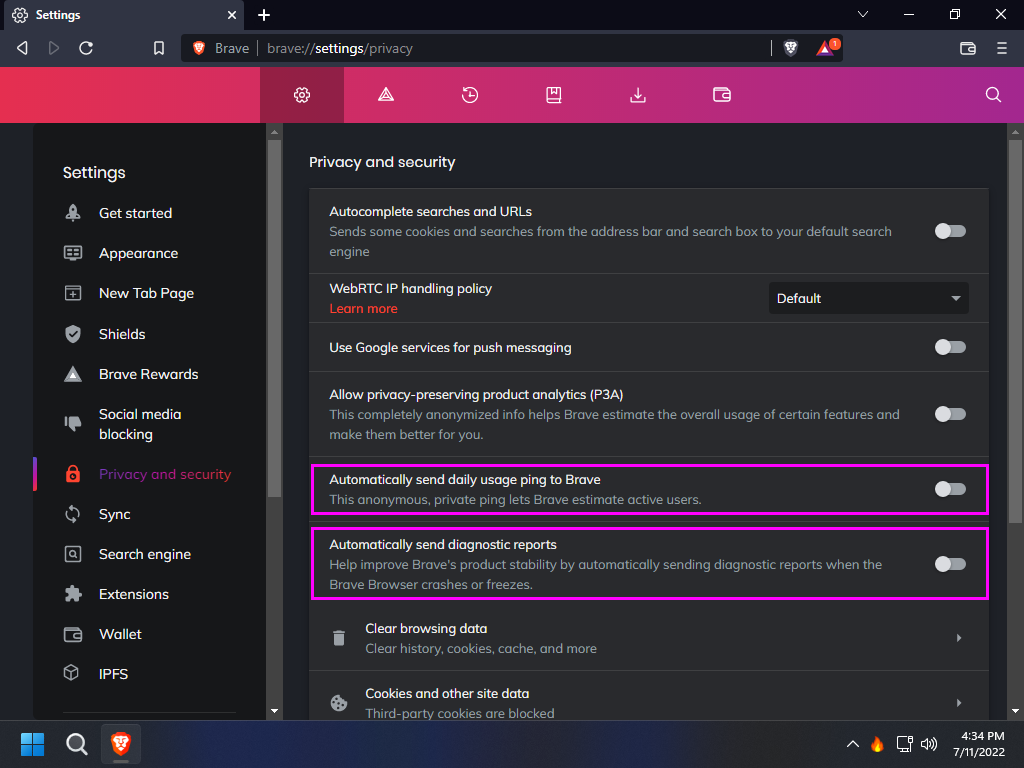 Settings
Brave
brave://settings/privacy
1
Settings
Get started
Appearance
New Tab Page
Shields
Brave Rewards
Social media
blocking
Privacy and security
Sync
Search engine
Extensions
Wallet
IPFS
Privacy and security
Autocomplete searches and URLs
Sends some cookies and searches from the address bar and search box to your default search
engine
WebRTC IP handling policy
Learn more
Default
Use Google services for push messaging
Allow privacy-preserving product analytics (P3A)
This completely anonymized info helps Brave estimate the overall usage of certain features and
make them better for you.
Automatically send daily usage ping to Brave
This anonymous, private ping lets Brave estimate active users.
Automatically send diagnostic reports
Help improve Brave's product stability by automatically sending diagnostic reports when the
Brave Browser crashes or freezes.
Clear browsing data
Clear history, cookies, cache, and more
Cookies and other site data
Third-party cookies are blocked
4:34 PM
7/11/2022